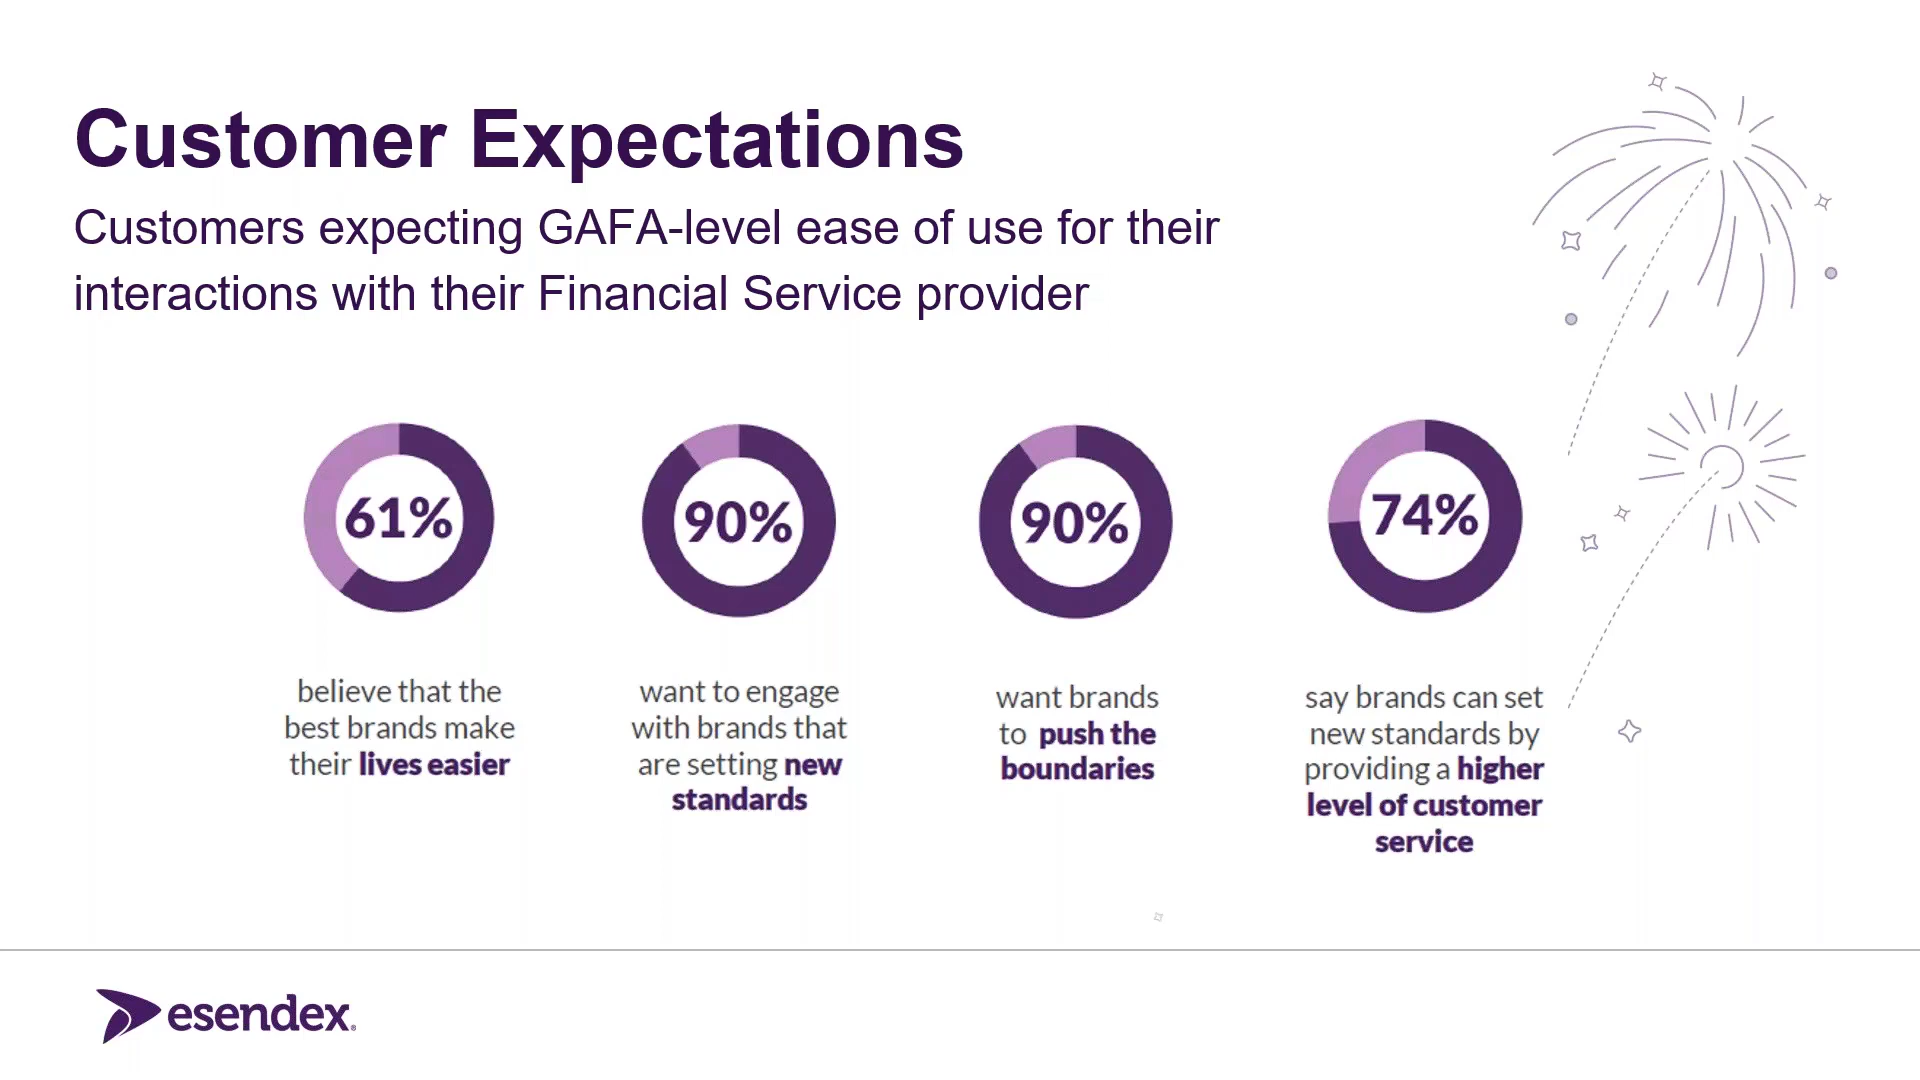 Customer Expectations
Customers expecting GAFA-level ease of use for their
interactions with their Financial Service provider
61%
believe that the
best brands make
their lives easier
90%
want to engage
with brands that
are setting new
standards
90%
want brands
to push the
boundaries
74%
say brands can set
new standards by
providing a higher
level of customer
service
esendex®